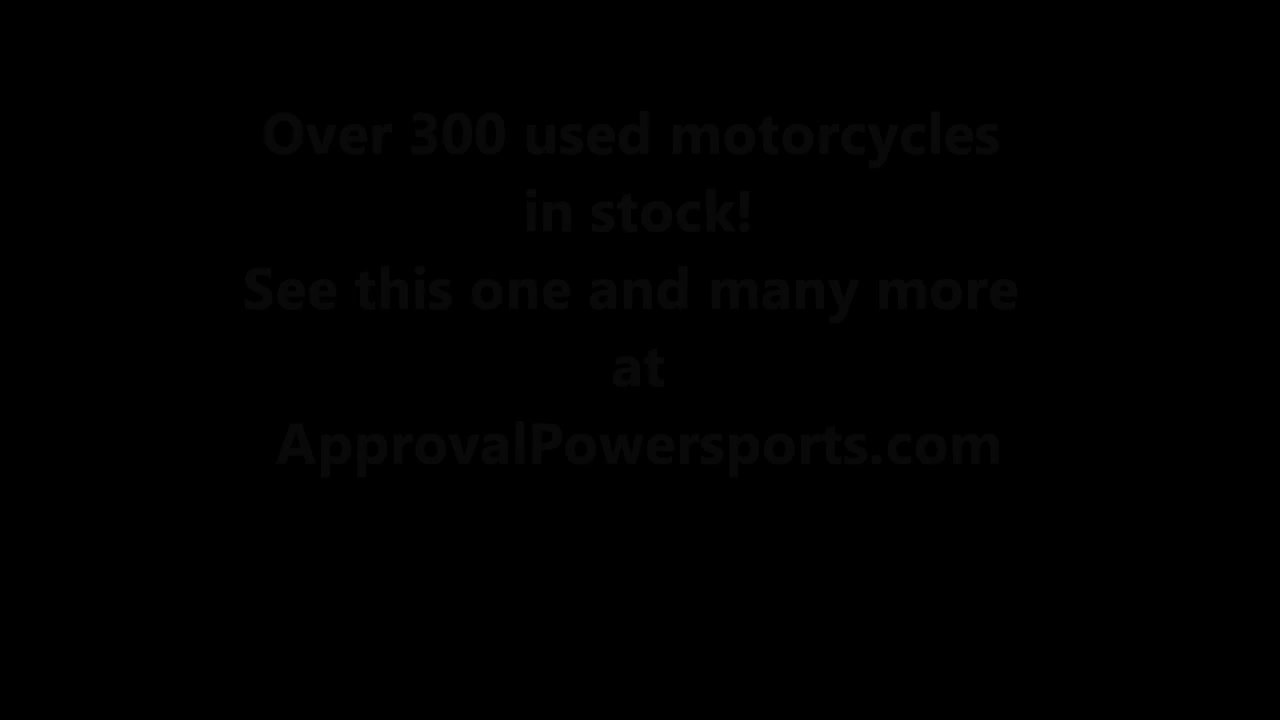 Over 300 used motorcycles
in stock!
See this one and many more
at
ApprovalPowersports.com